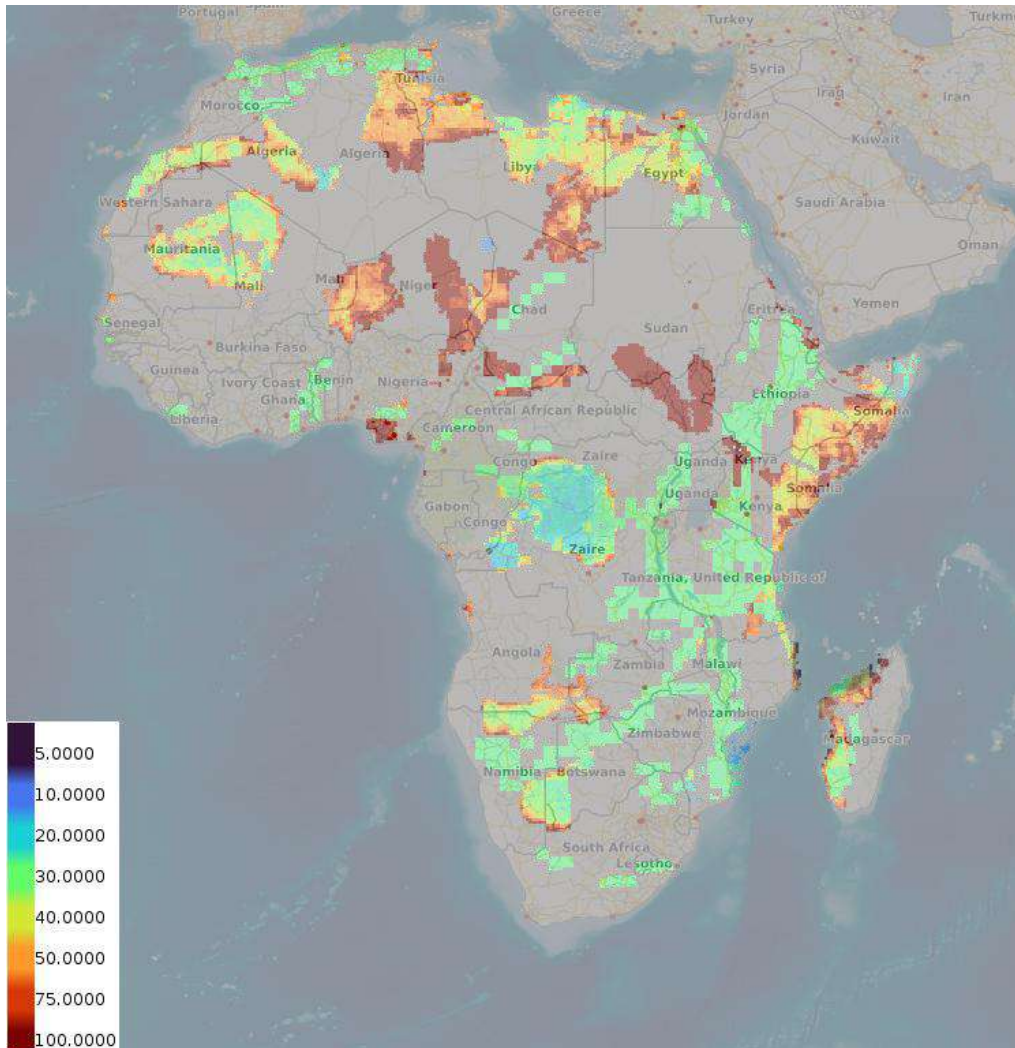 Portugal
Greece
Turkey
Syria
Iraq
Iran
Jordan
Kuwait
Tunisia
Morocco
Algeria
Algeria
Libya
Egypt
Western Sahara
Saudi Arabia
Oman
Mauritania
Mali
Mali
Niger
Chad
Sudan
Eritrea
Yemen
Senegal
Burkina Faso
Guinea
Ivory Coast
Benin
Ghana
Nigeria
Ethiopia
Somalia
Liberia
Central African Republic
Cameroon
Congo
Zaire
Uganda
Kenya
Somalia
Uganda
Gabon
Kenya
Congo
Zaire
Tanzania, United Republic of
Angola
Zambia
Malawi
Mozambique
Zimbabwe
Madagascar
Namibia
Botswana
South Africa
Lesotho
5.0000
10.0000
20.0000
30.0000
40.0000
50.0000
75.0000
100.0000